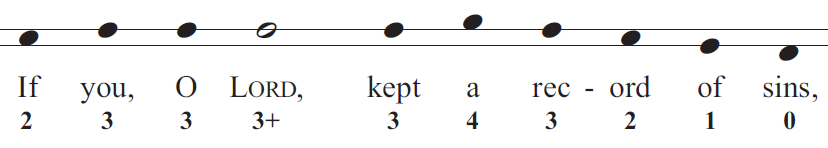 If you, O LORD, kept a rec - ord of sins,
2 3 3 3+ 3 4 3 2 1 0